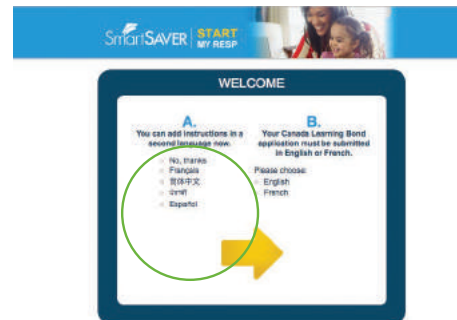 SmartSAVER START
MY RESP
WELCOME
A.
You can add instructions in a
second language now.
No, thanks
Français
简体中文
ਪੰਜਾਬੀ
Español
B.
Your Canada Learning Bond
application must be submitted
in English or French.
Please choose:
English
French